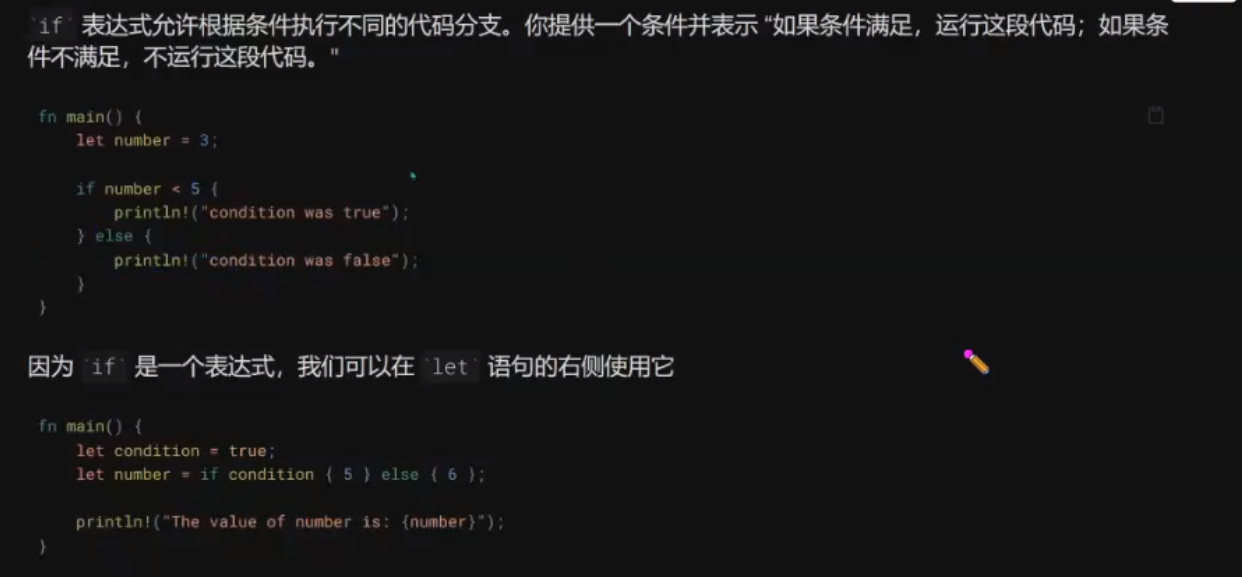 `if` 表达式允许根据条件执行不同的代码分支。你提供一个条件并表示 “如果条件满足，运行这段代码；如果条
件不满足，不运行这段代码。"
fn main() {
    let number = 3;
    if number < 5 {
        println!("condition was true");
    } else {
        println!("condition was false");
    }
}
因为 `if` 是一个表达式，我们可以在 `let` 语句的右侧使用它
fn main() {
    let condition = true;
    let number = if condition { 5 } else { 6 };
    println!("The value of number is: {number}");
}